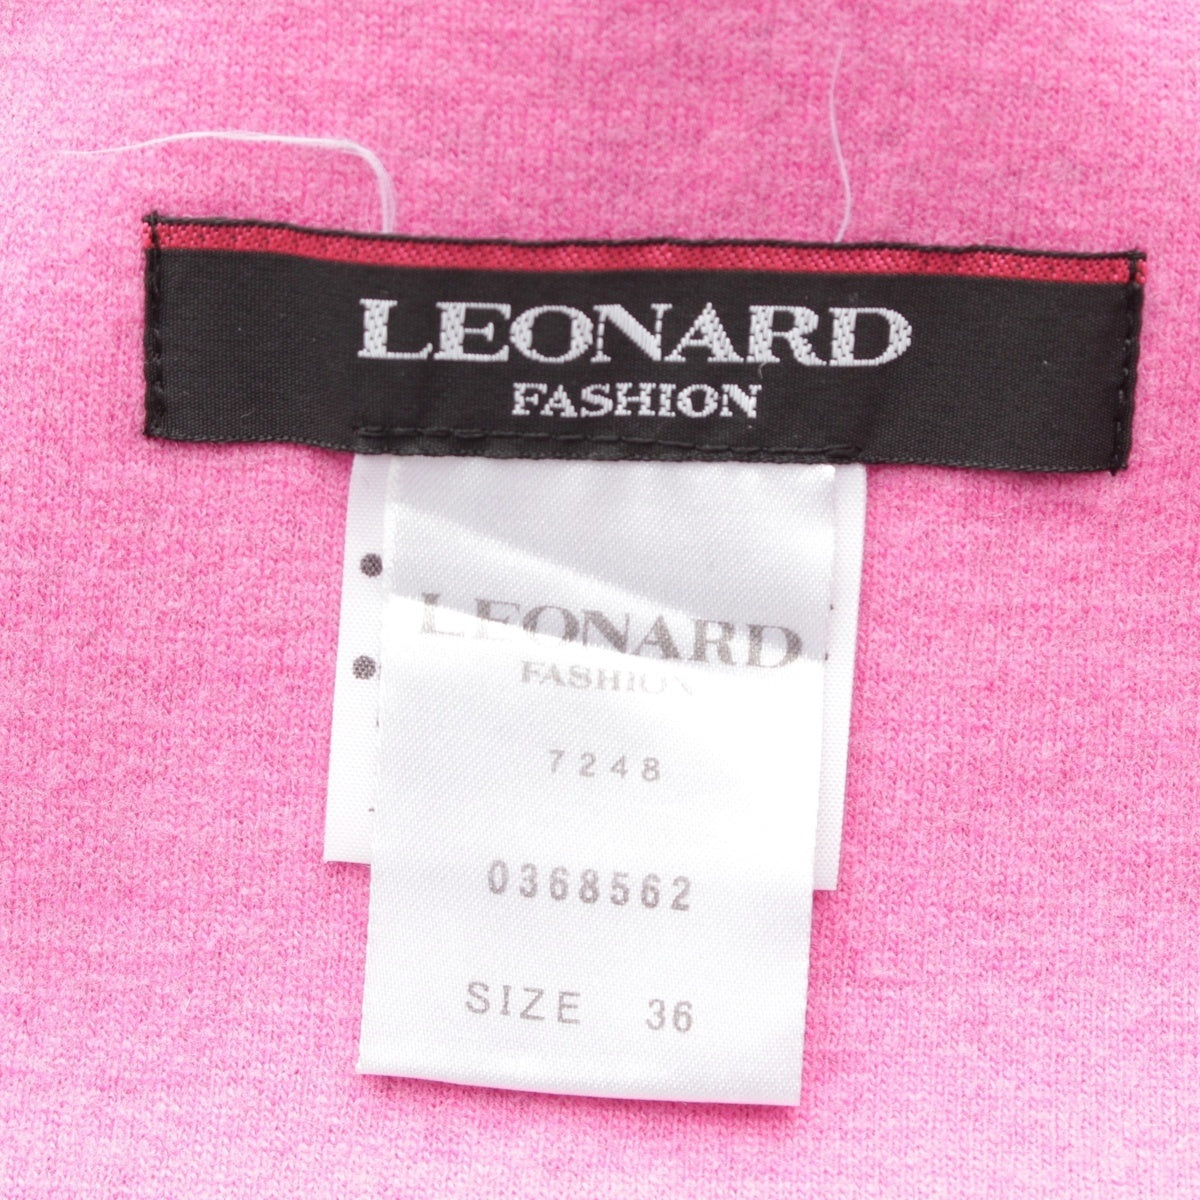 LEONARD
FASHION
LEONARD
FASHION
7248
0368562
SIZE 36